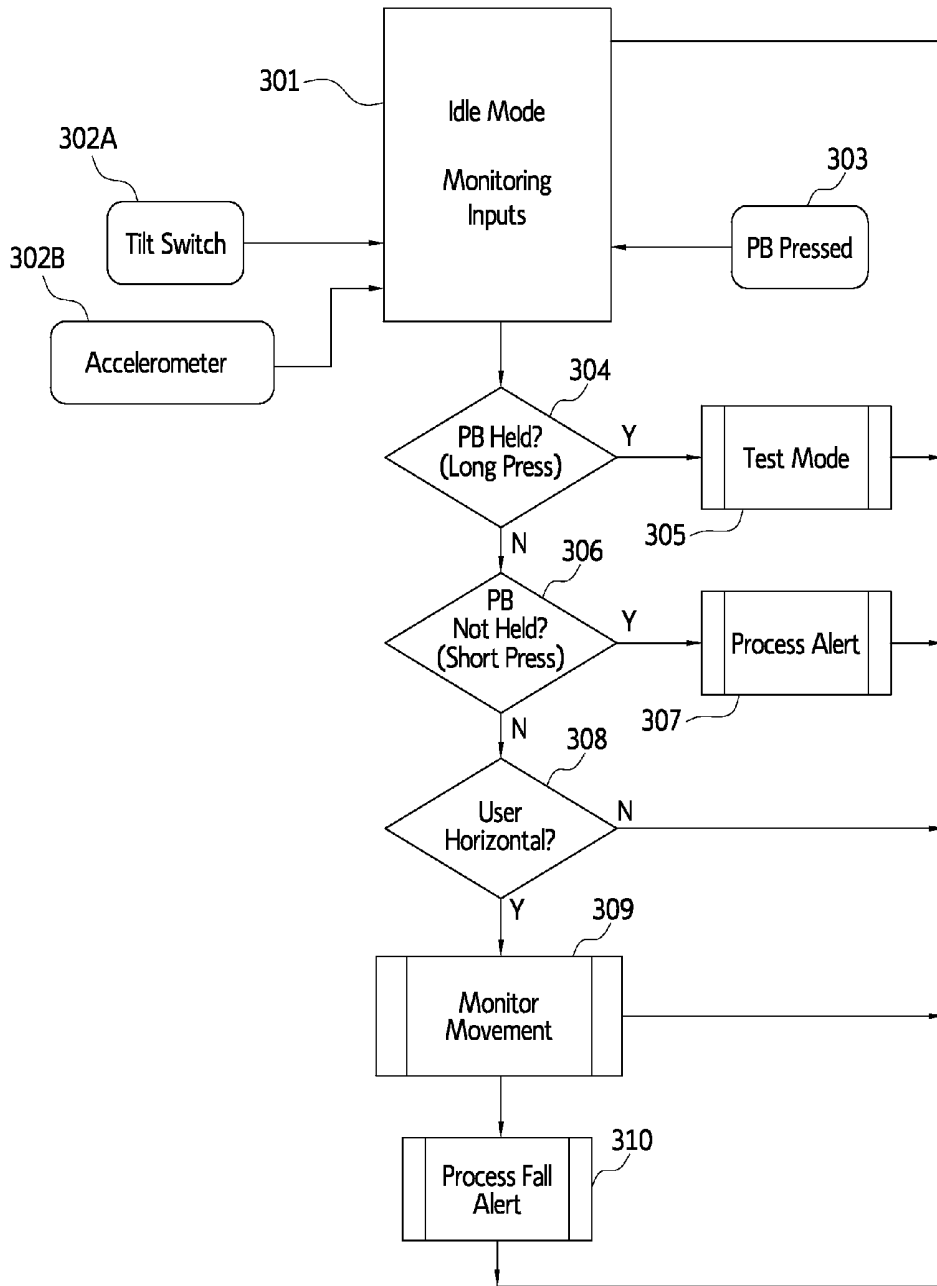 301
Idle Mode
Monitoring
Inputs
302A
Tilt Switch
303
PB Pressed
302B
Accelerometer
304
PB Held?
(Long Press)
Y
Test Mode
305
N
306
PB
Not Held?
(Short Press)
Y
Process Alert
307
N
308
User
Horizontal?
N
Y
309
Monitor
Movement
310
Process Fall
Alert